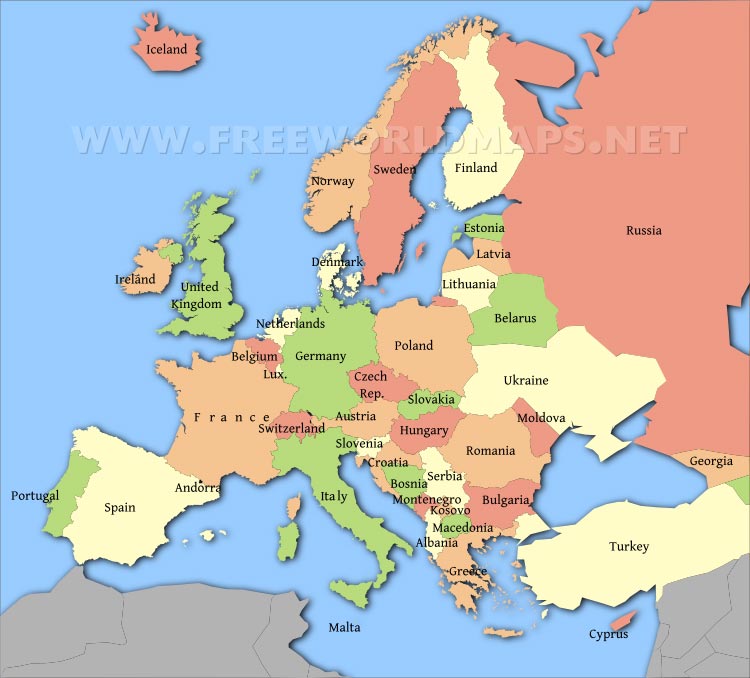 Iceland
WWW.FREEWORLDMAPS.NET
Finland
Sweden
Norway
Russia
Estonia
Latvia
Denmark
Ireland
United
Kingdom
Lithuania
Belarus
Netherlands
Poland
Belgium
Germany
Lux.
Czech
Rep.
Ukraine
Slovakia
France
Austria
Moldova
Switzerland
Hungary
Slovenia
Romania
Croatia
Georgia
Serbia
Bosnia
Andorra
Portugal
Spain
Italy
Montenegro
Bulgaria
Kosovo
Macedonia
Albania
Turkey
Greece
Malta
Cyprus